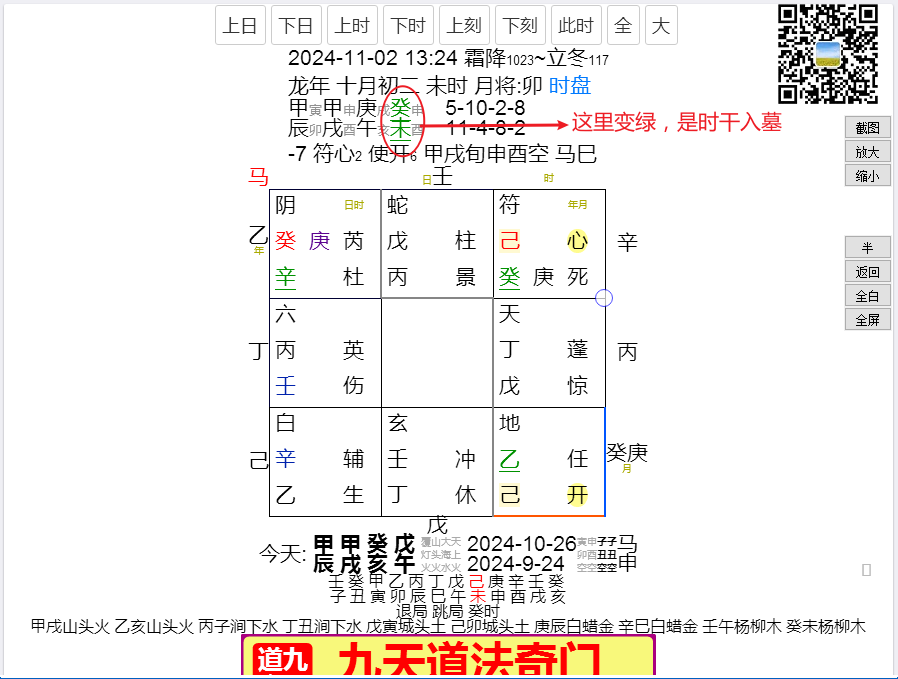 上日 下日 上时 下时 上刻 下刻 此时 全 大
2024-11-02 13:24 霜降1023~立冬117
龙年 十月初二 未时 月将:卯 时盘
甲寅甲申庚戌癸申 5-10-2-8
辰卯戌酉午亥未酉 11-4-8-2
这里变绿，是时干入墓
-7 符心2 使开6 甲戌旬申酉空 马巳
截图
放大
缩小
半
返回
全白
全屏
马 日 壬 时
阴 日时 蛇 符 年月
乙 癸 庚 芮 戊 柱 己 心 辛
年
辛 杜 丙 景 癸 庚 死
六 天
丁 丙 英 丁 蓬 丙
壬 伤 戊 惊
白 玄 地
己 辛 辅 壬 冲 乙 任 癸庚
月
乙 生 丁 休 己 开
戊
今天: 甲甲癸戊 覆山大天 2024-10-26 寅申子子 马
辰戌亥午 灯头海上 2024-9-24 卯酉丑丑 申
火火水火 空空空空
壬癸甲乙丙丁戊己庚辛壬癸
子丑寅卯辰巳午未申酉戌亥
退局 跳局 癸时
甲戌山头火 乙亥山头火 丙子涧下水 丁丑涧下水 戊寅城头土 己卯城头土 庚辰白蜡金 辛巳白蜡金 壬午杨柳木 癸未杨柳木
道九 九天道法奇门